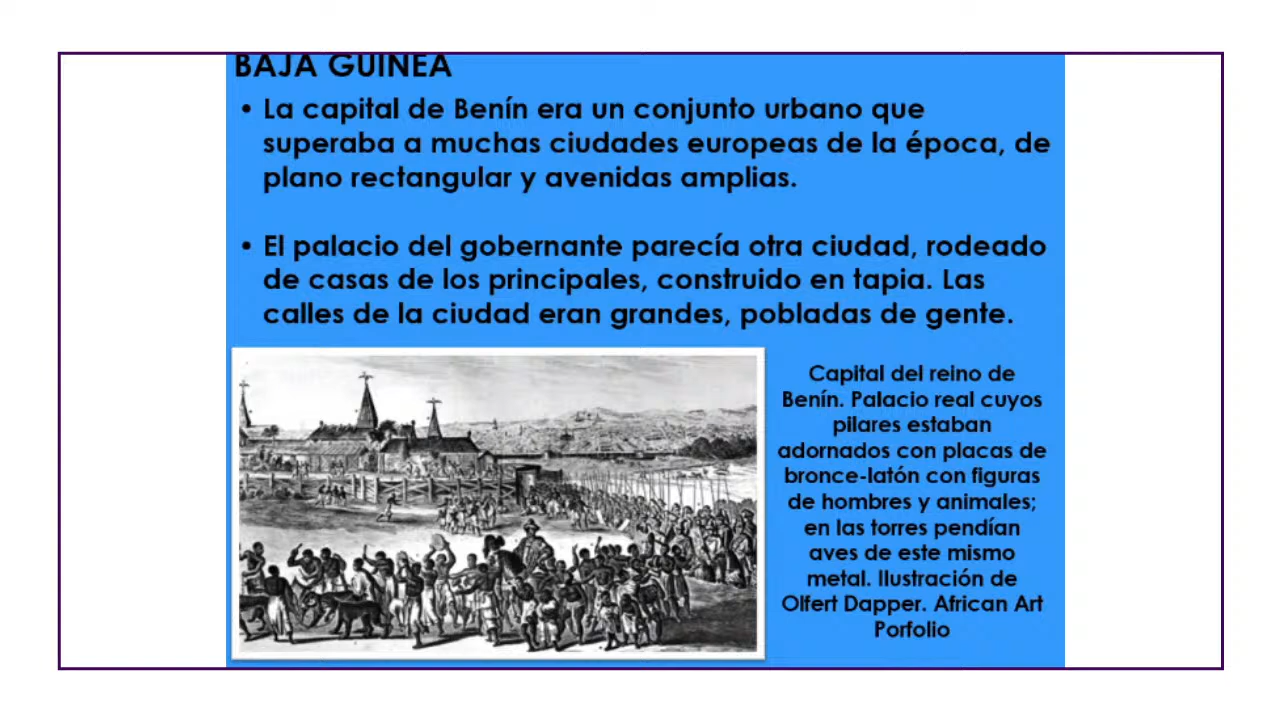 BAJA GUINEA
• La capital de Benín era un conjunto urbano que
superaba a muchas ciudades europeas de la época, de
plano rectangular y avenidas amplias.
• El palacio del gobernante parecía otra ciudad, rodeado
de casas de los principales, construido en tapia. Las
calles de la ciudad eran grandes, pobladas de gente.
Capital del reino de
Benín. Palacio real cuyos
pilares estaban
adornados con placas de
bronce-latón con figuras
de hombres y animales;
en las torres pendían
aves de este mismo
metal. Ilustración de
Olfert Dapper. African Art
Porfolio